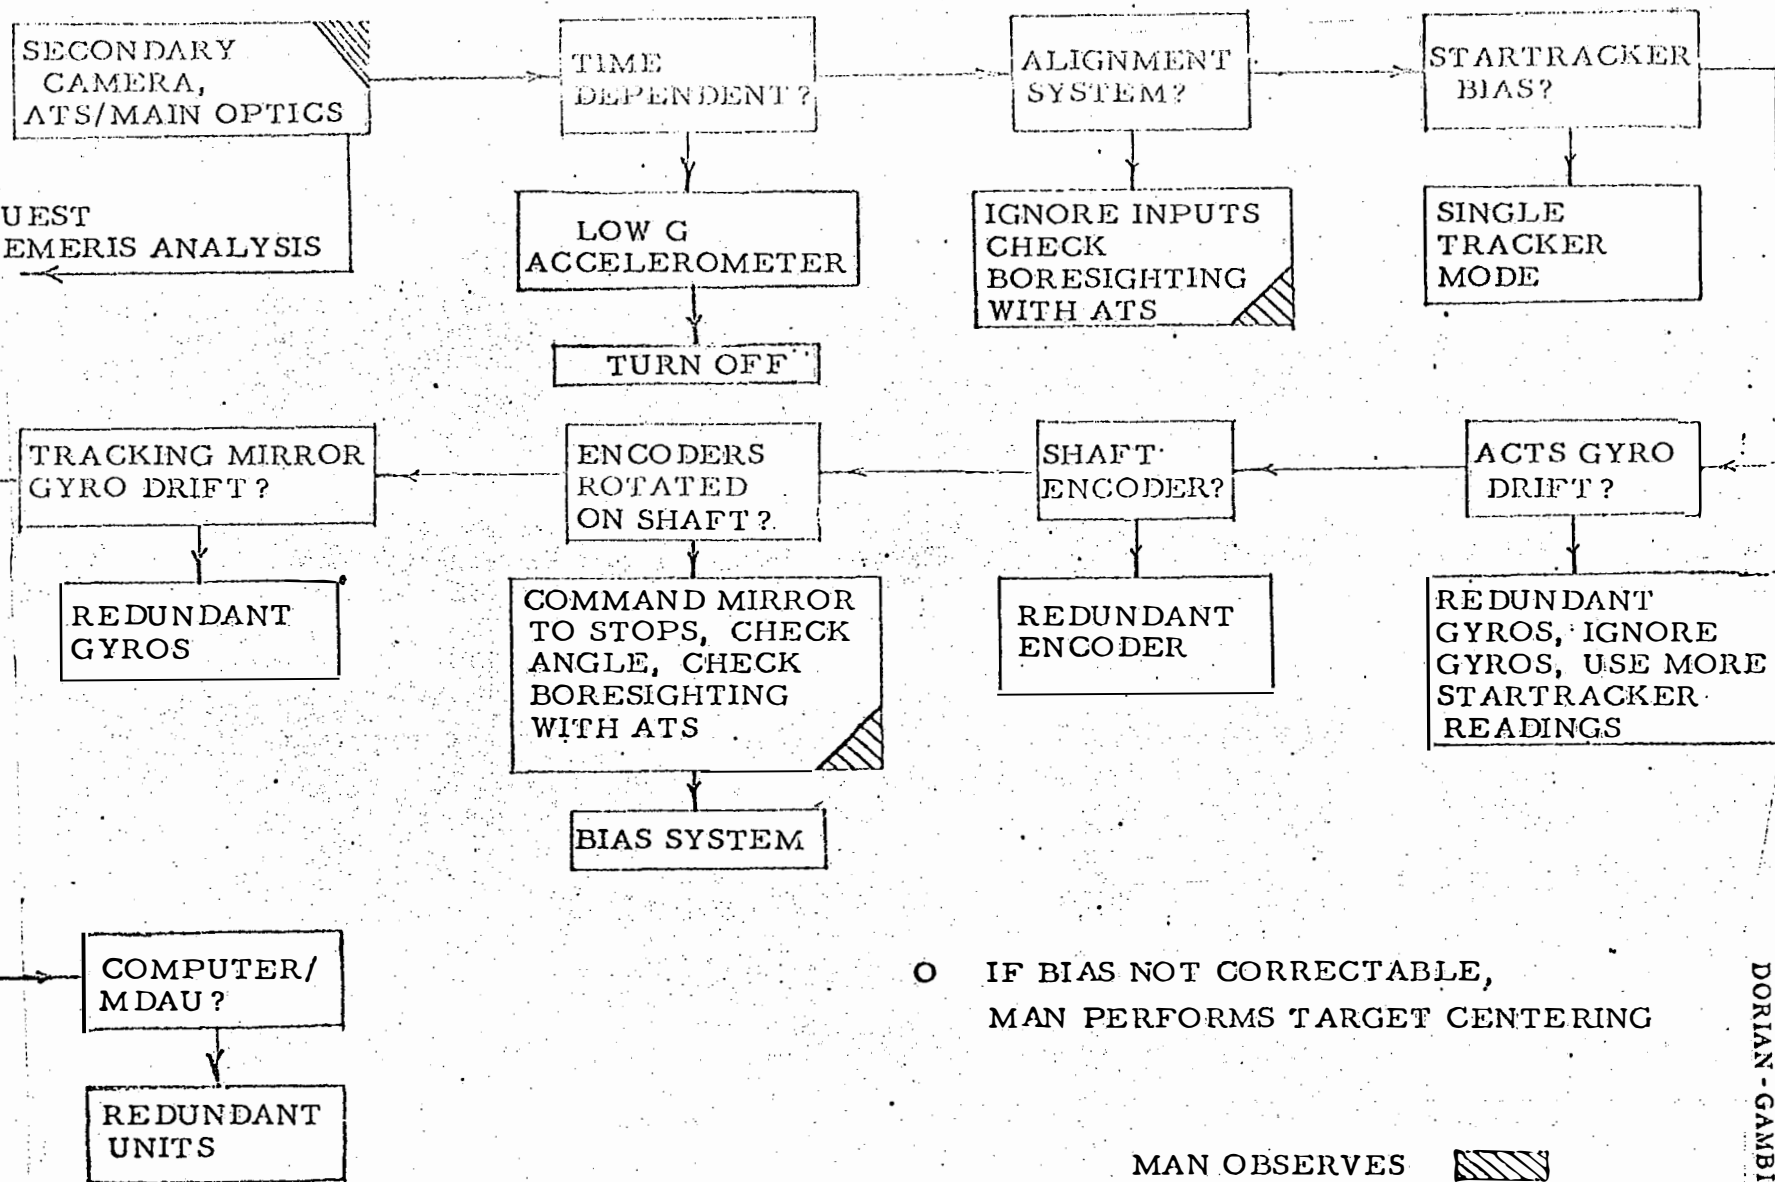 SECONDARY
CAMERA,
ATS/MAIN OPTICS
TIME
DEPENDENT?
ALIGNMENT
SYSTEM?
STARTRACKER
BIAS?
UEST
EMERIS ANALYSIS
LOW G
ACCELEROMETER
TURN OFF
IGNORE INPUTS
CHECK
BORESIGHTING
WITH ATS
SINGLE
TRACKER
MODE
TRACKING MIRROR
GYRO DRIFT?
ENCODERS
ROTATED
ON SHAFT?
SHAFT
ENCODER?
ACTS GYRO
DRIFT?
REDUNDANT
GYROS
COMMAND MIRROR
TO STOPS, CHECK
ANGLE, CHECK
BORESIGHTING
WITH ATS
REDUNDANT
ENCODER
REDUNDANT
GYROS, IGNORE
GYROS, USE MORE
STARTRACKER
READINGS
BIAS SYSTEM
COMPUTER/
MDAU?
REDUNDANT
UNITS
O IF BIAS NOT CORRECTABLE,
MAN PERFORMS TARGET CENTERING
MAN OBSERVES
DORIAN-GAMBI